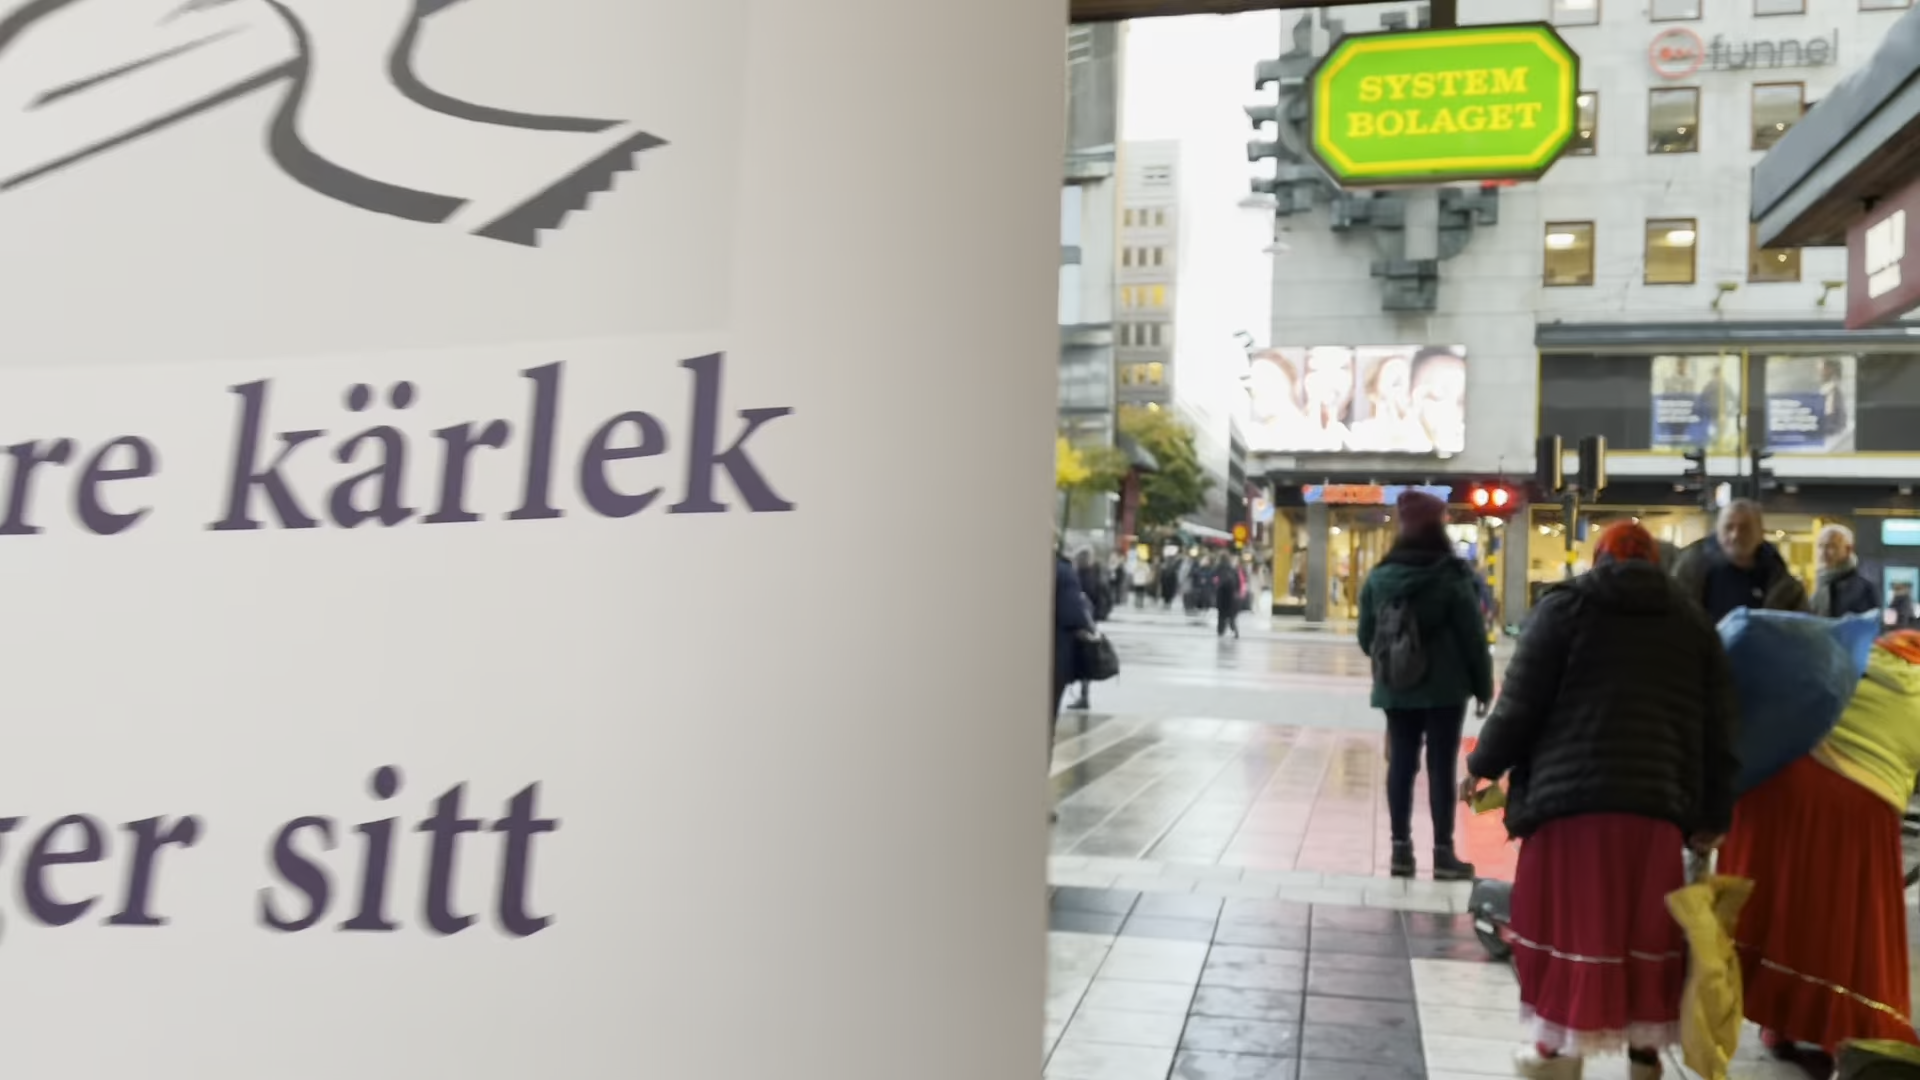 re kärlek
ger sitt
SYSTEM
BOLAGET
funnel